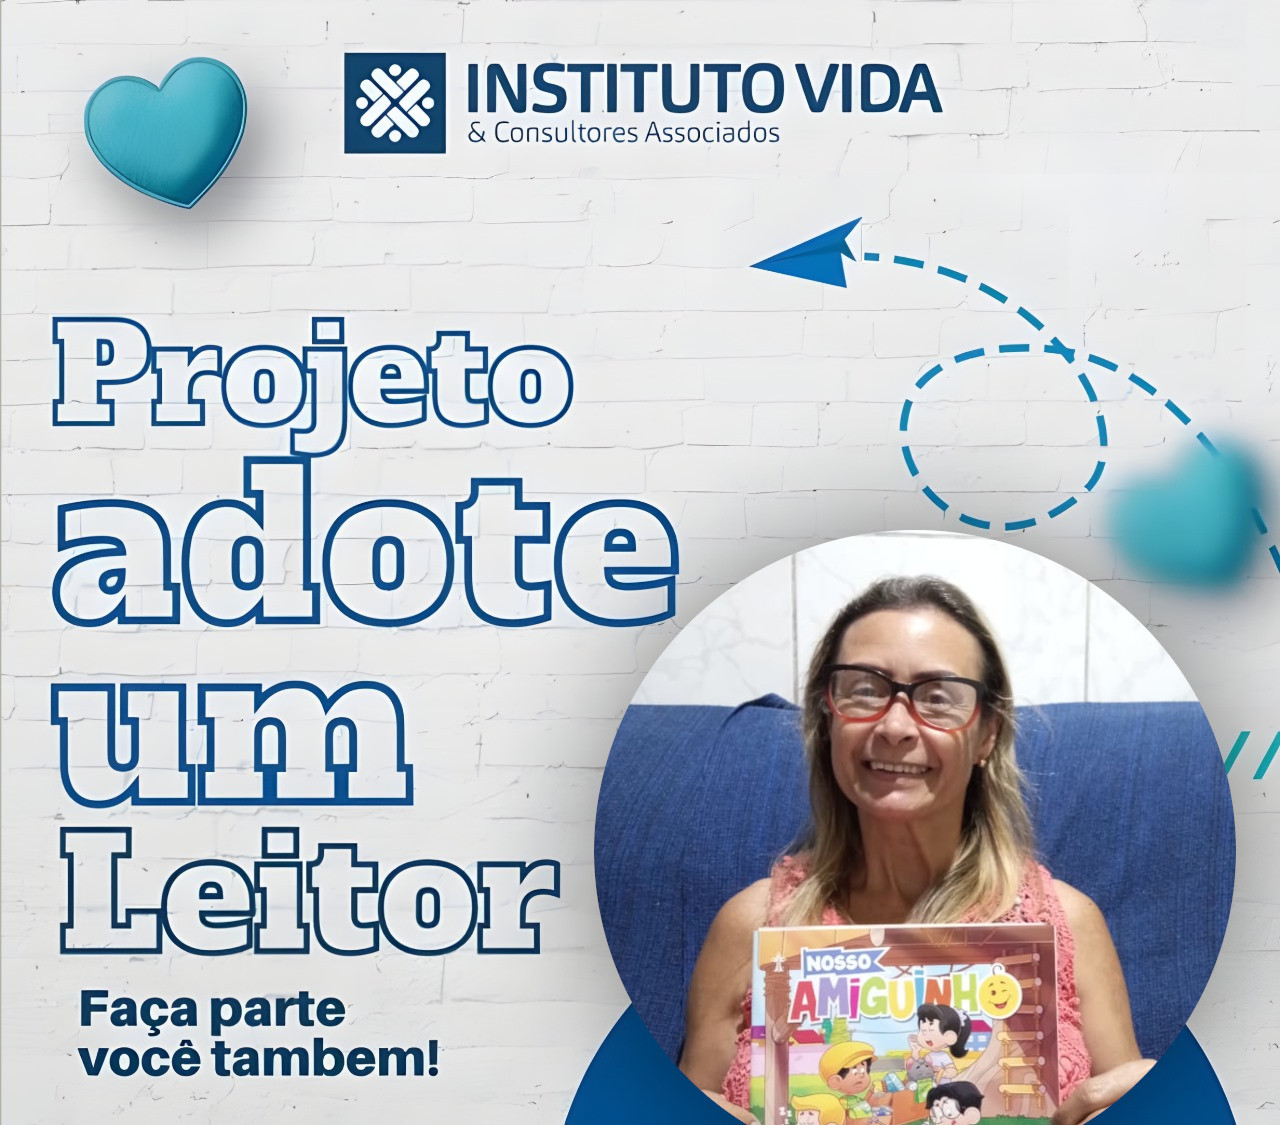 INSTITUTO VIDA
& Consultores Associados
Projeto
adote
um
Leitor
Faça parte
você tambem!
NOSSO
AMIGUINHO